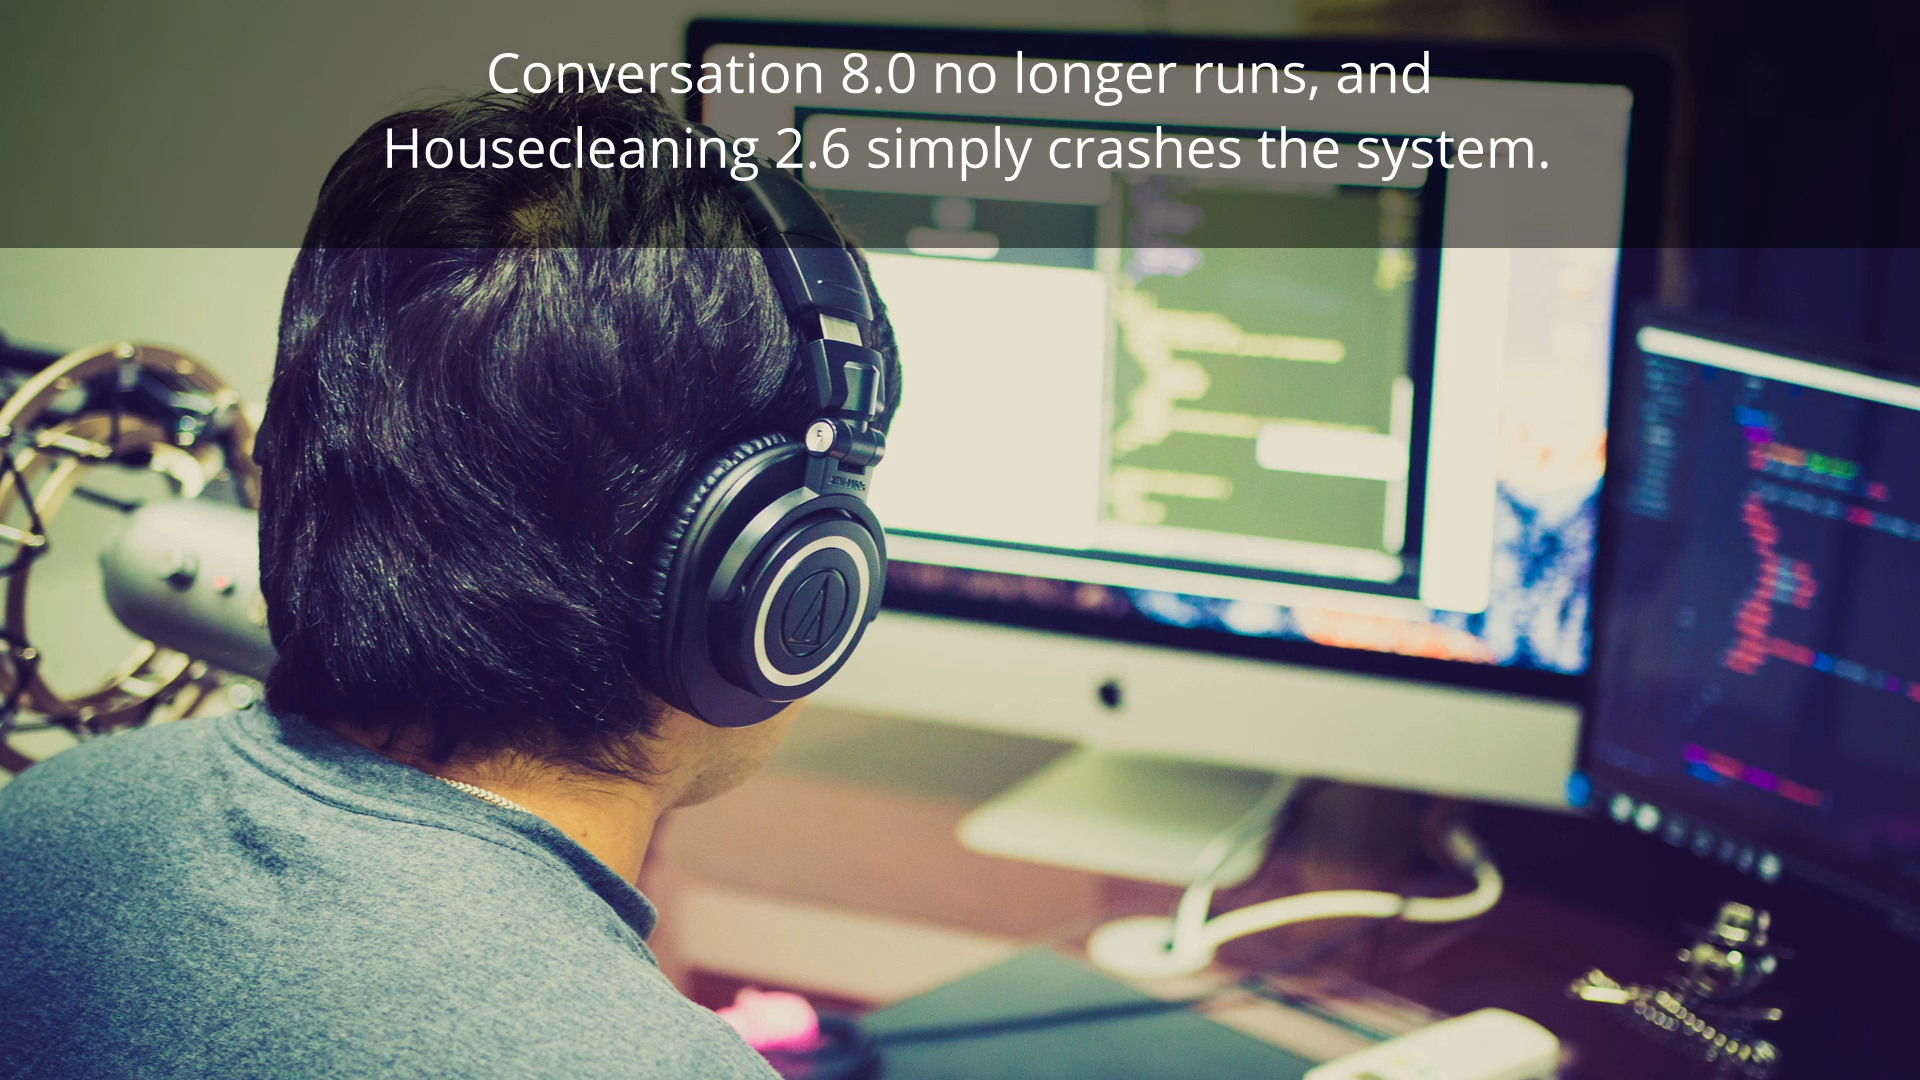 Conversation 8.0 no longer runs, and
Housecleaning 2.6 simply crashes the system.